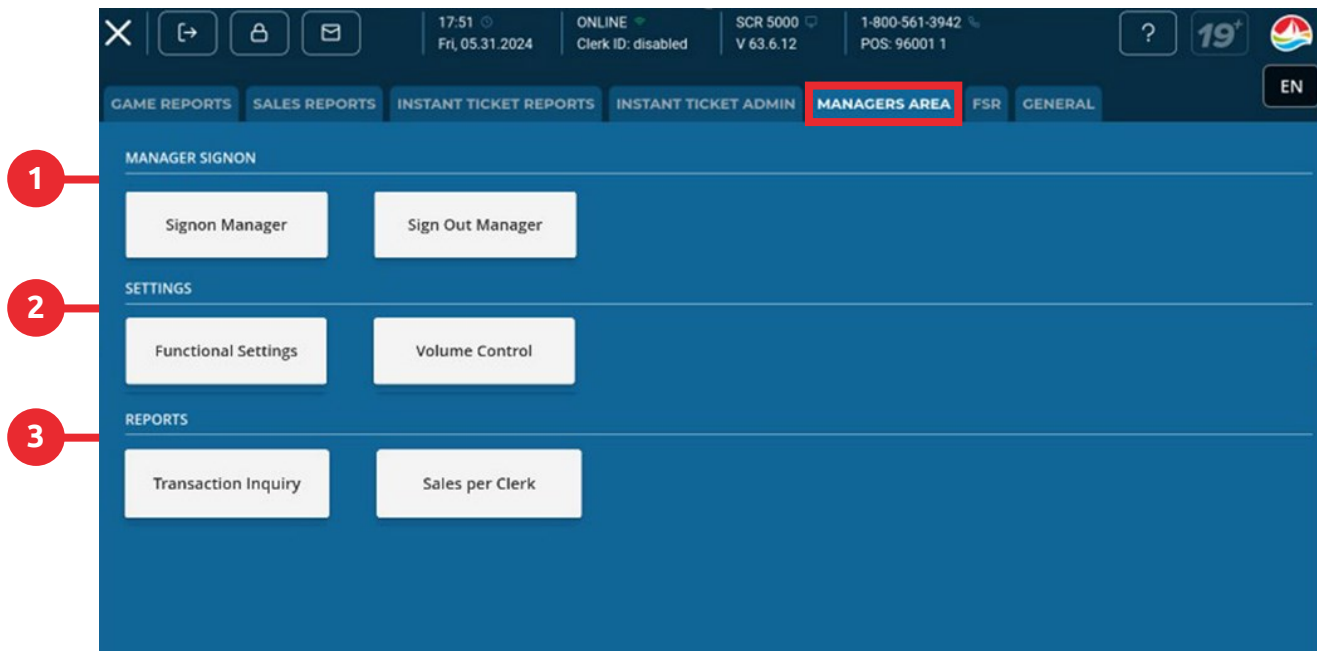 17:51 ONLINE SCR 5000 1-800-561-3942
Fri, 05.31.2024 Clerk ID: disabled V 63.6.12 POS: 96001 1
? 19+
EN
GAME REPORTS SALES REPORTS INSTANT TICKET REPORTS INSTANT TICKET ADMIN MANAGERS AREA FSR GENERAL
1
MANAGER SIGNON
Signon Manager Sign Out Manager
2
SETTINGS
Functional Settings Volume Control
3
REPORTS
Transaction Inquiry Sales per Clerk